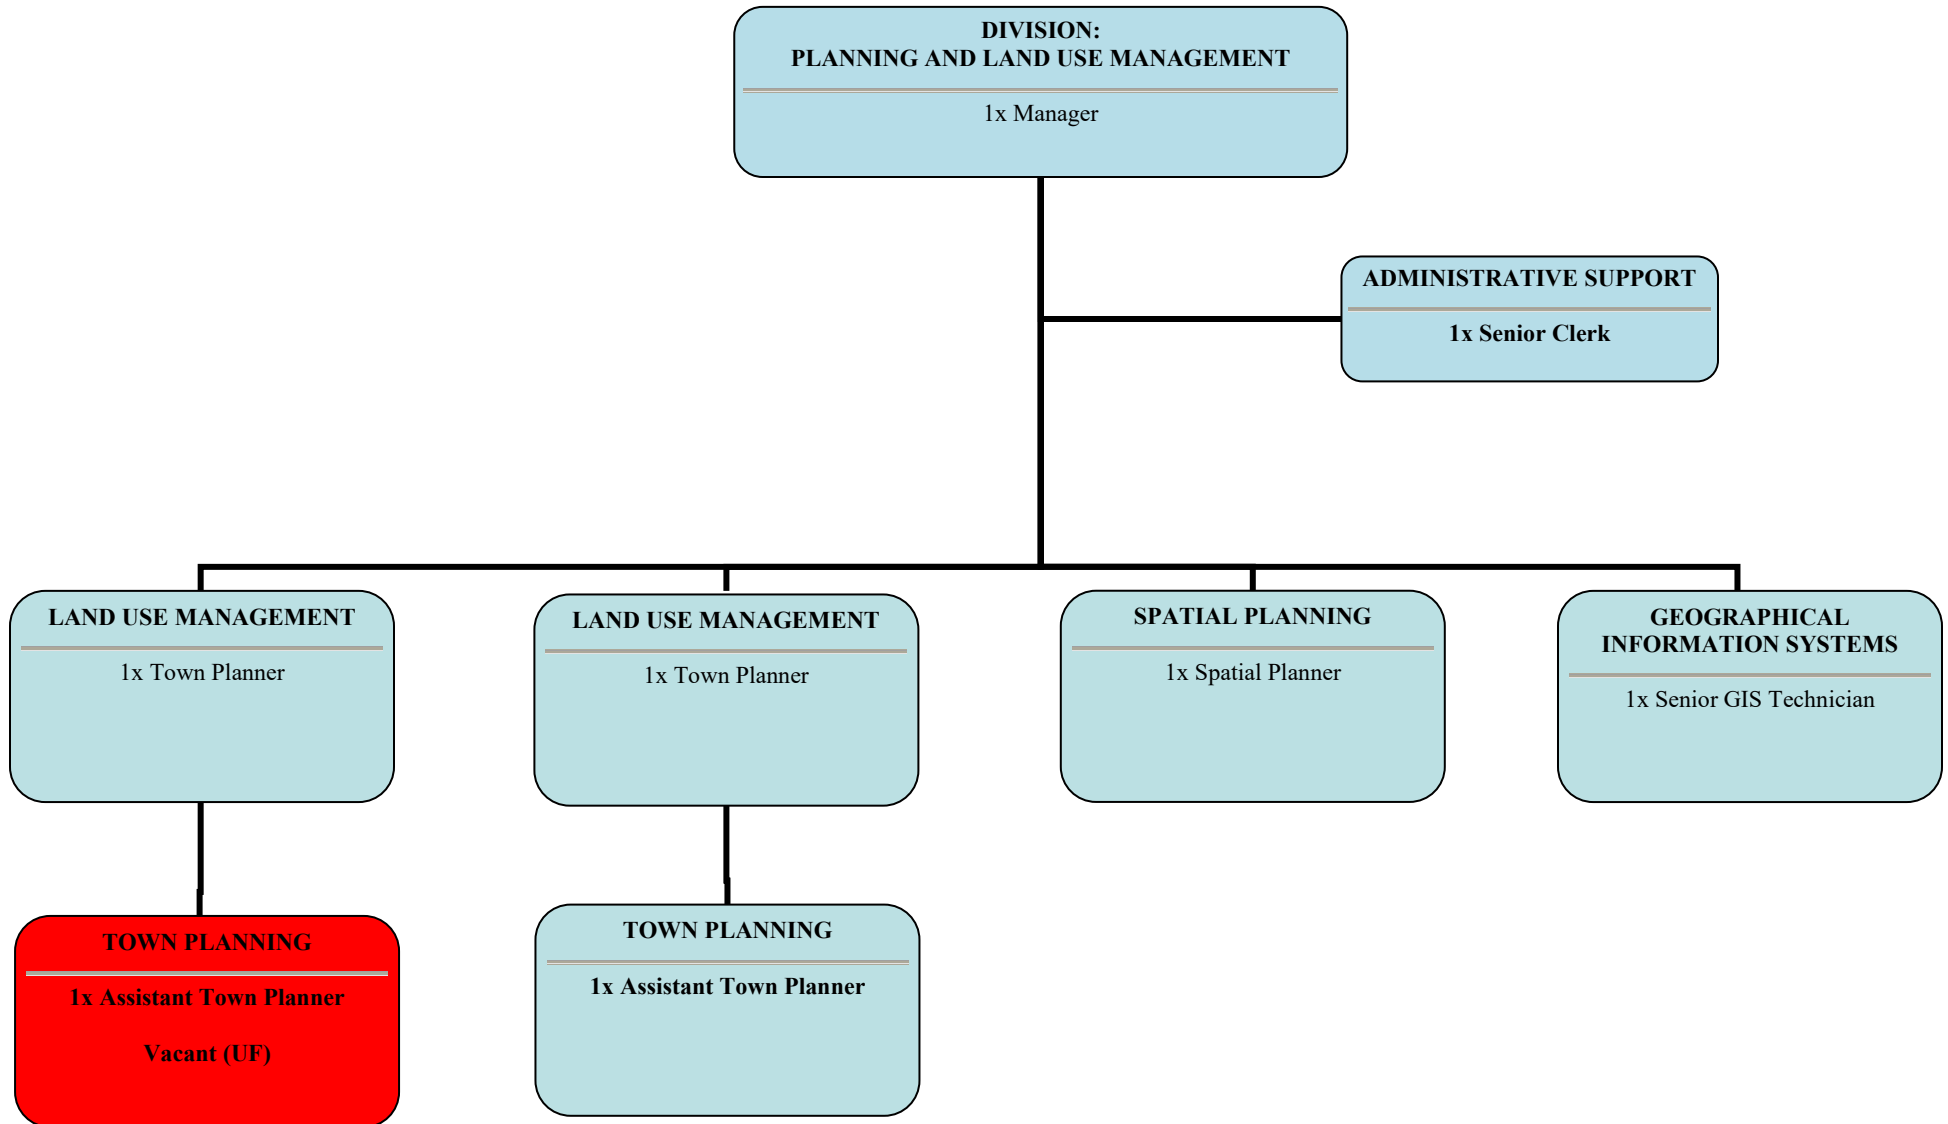 DIVISION:
PLANNING AND LAND USE MANAGEMENT
1x Manager
ADMINISTRATIVE SUPPORT
1x Senior Clerk
LAND USE MANAGEMENT
1x Town Planner
LAND USE MANAGEMENT
1x Town Planner
SPATIAL PLANNING
1x Spatial Planner
GEOGRAPHICAL
INFORMATION SYSTEMS
1x Senior GIS Technician
TOWN PLANNING
1x Assistant Town Planner
Vacant (UF)
TOWN PLANNING
1x Assistant Town Planner